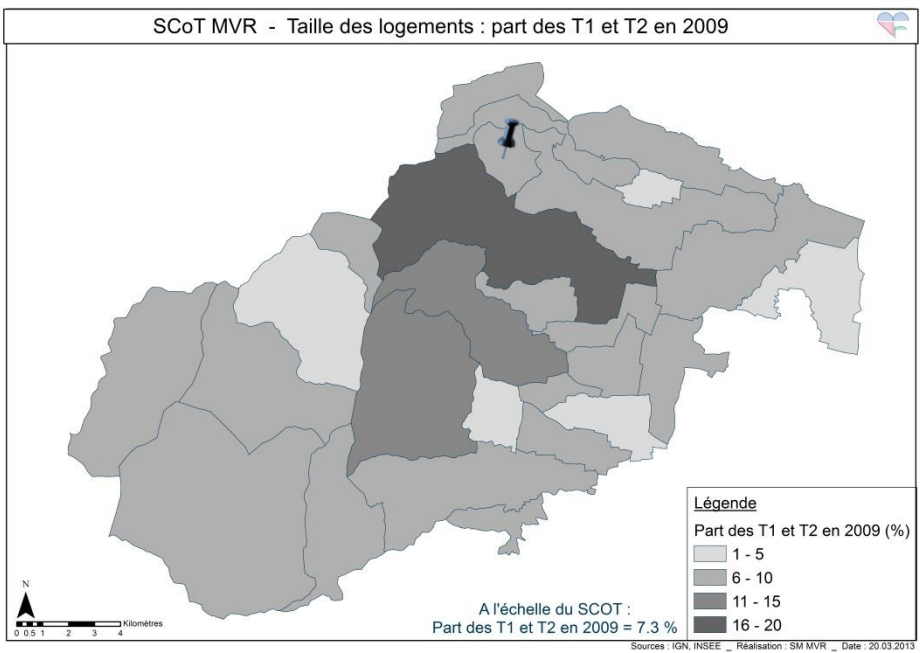 SCoT MVR - Taille des logements : part des T1 et T2 en 2009
Légende
Part des T1 et T2 en 2009 (%)
1 - 5
6 - 10
11 - 15
16 - 20
N
Kilomètres
0 0.5 1 2 3 4
A l'échelle du SCOT :
Part des T1 et T2 en 2009 = 7.3 %
Sources : IGN, INSEE _ Réalisation : SM MVR _ Date : 20.03.2013